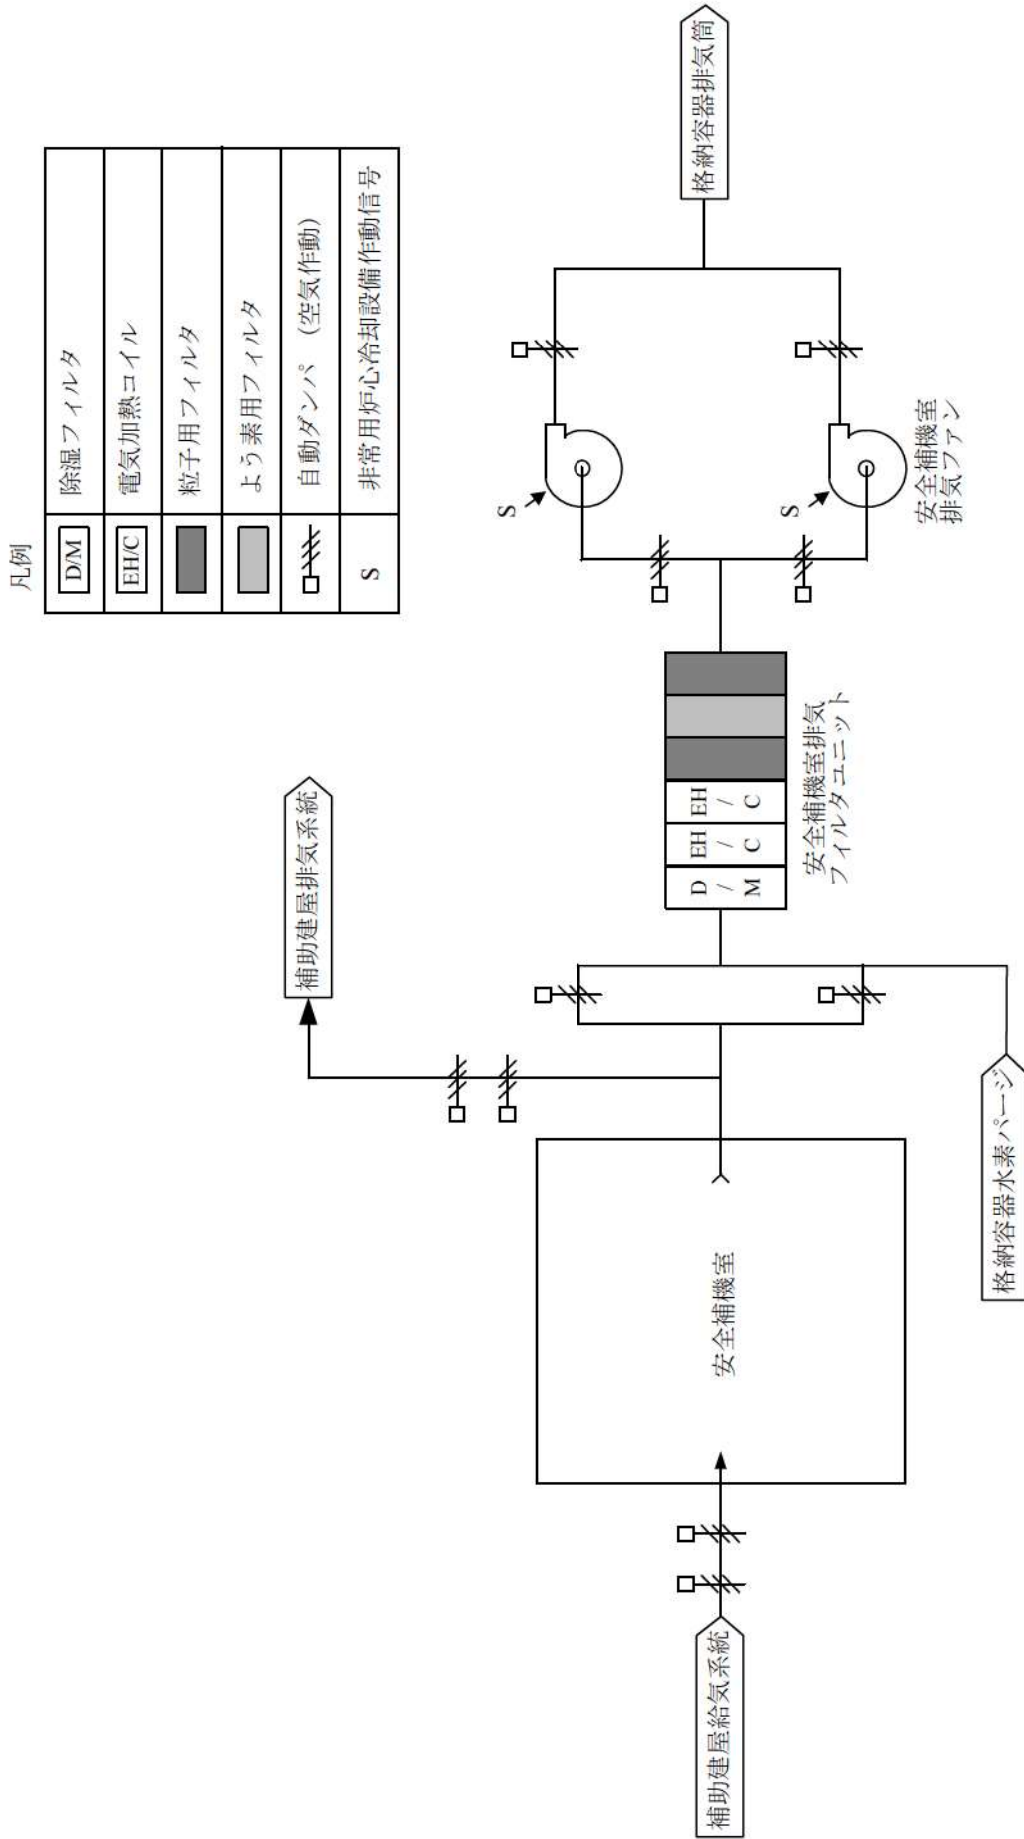 凡例
D/M 除湿フィルタ
EH/C 電気加熱コイル
粒子用フィルタ
よう素用フィルタ
自動ダンパ (空気作動)
S 非常用炉心冷却設備作動信号
補助建屋給気系統
安全補機室
補助建屋排気系統
格納容器水素パージ
D/M
EH/C
EH/C
安全補機室排気
フィルタユニット
S
S
安全補機室
排気ファン
格納容器排気筒